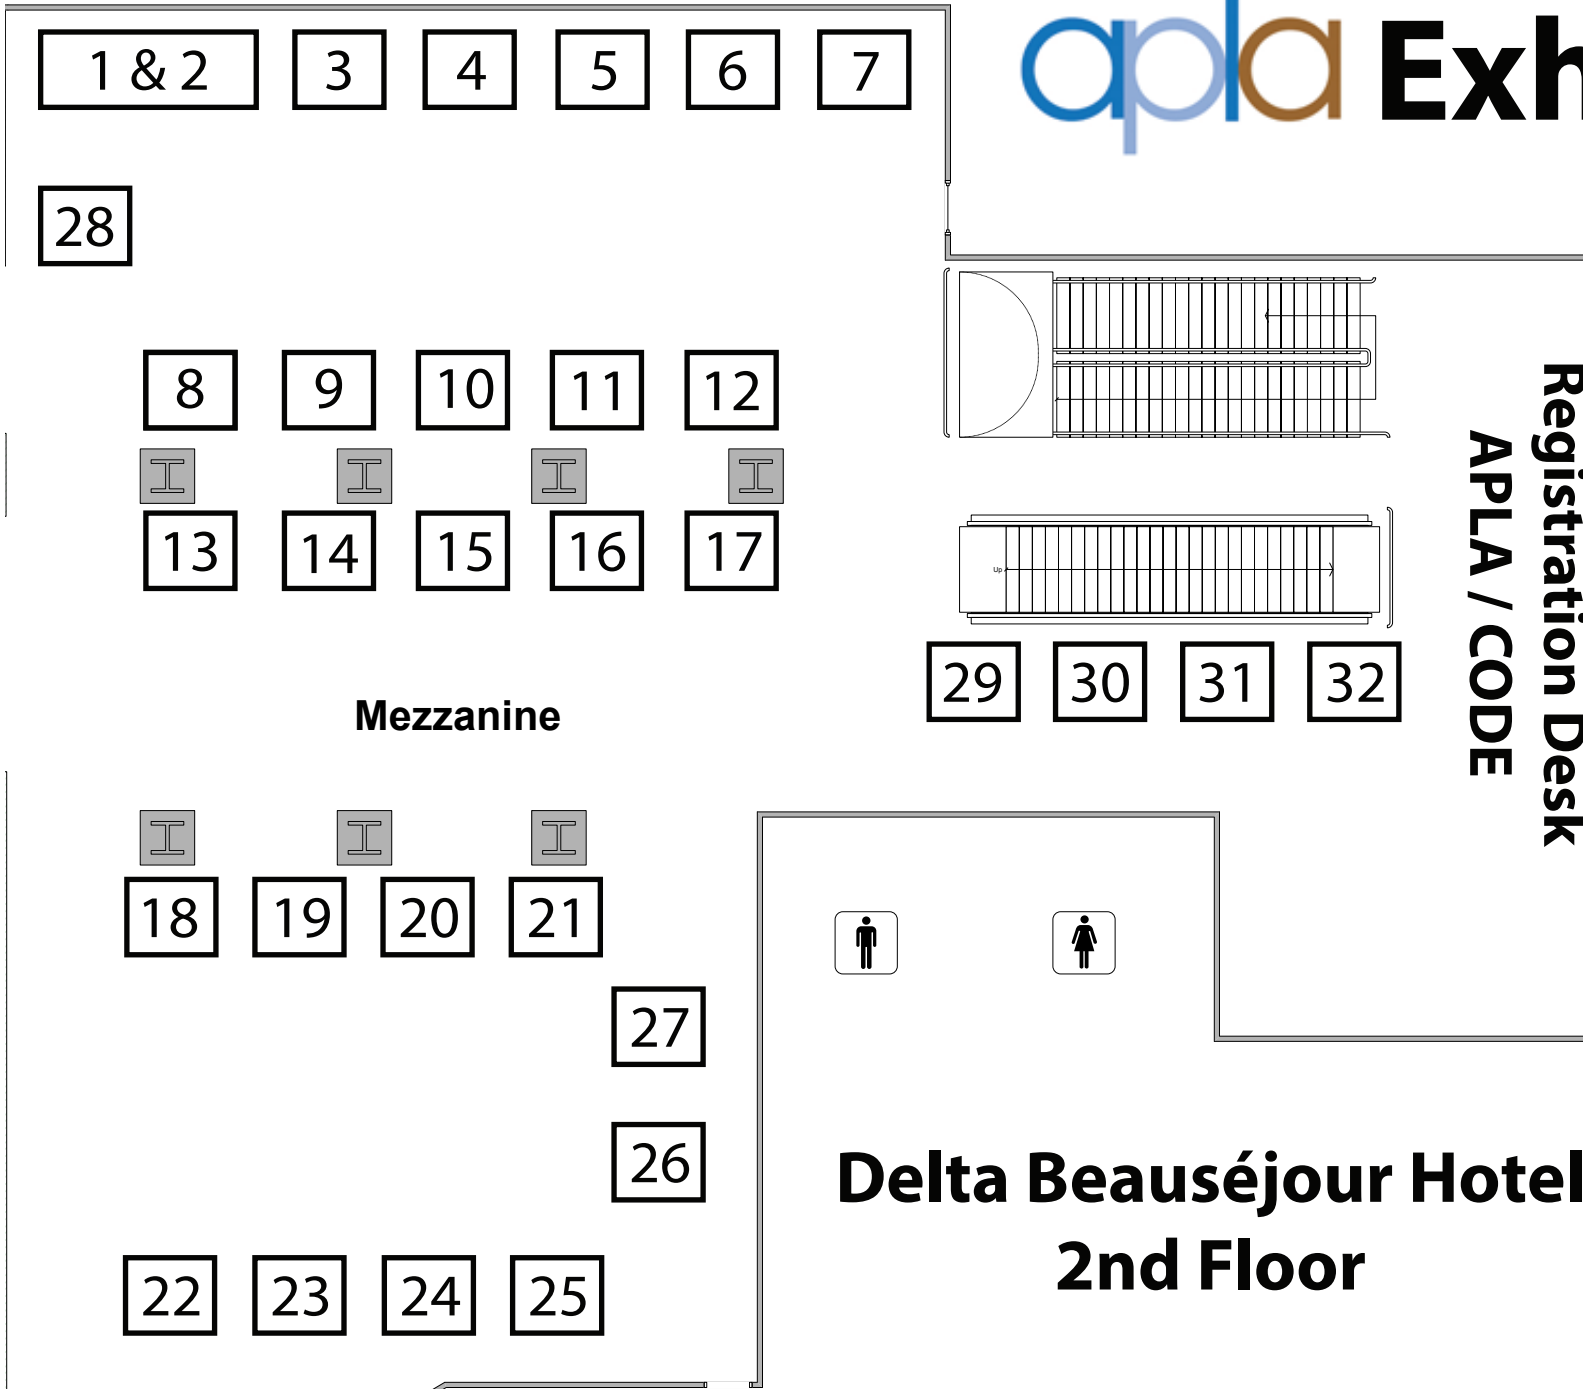 apla Exh
1 & 2 3 4 5 6 7
28
8 9 10 11 12
13 14 15 16 17
Up
29 30 31 32
Registration Desk
APLA / CODE
Mezzanine
18 19 20 21
27
26
22 23 24 25
Delta Beauséjour Hotel
2nd Floor